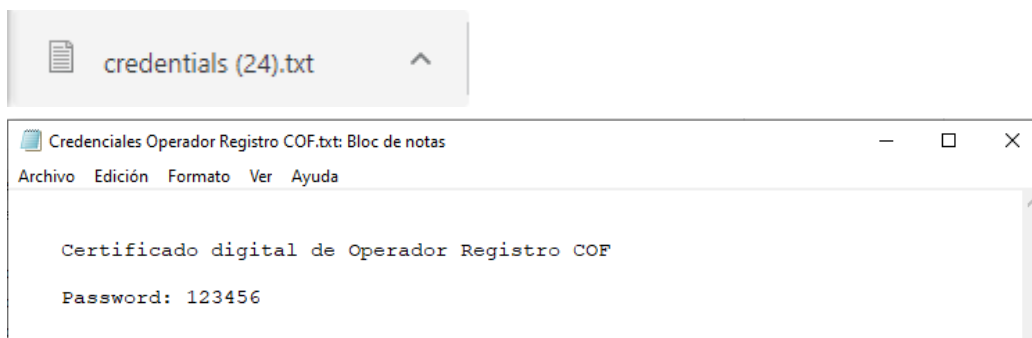 credentials (24).txt
Credenciales Operador Registro COF.txt: Bloc de notas
Archivo Edición Formato Ver Ayuda
Certificado digital de Operador Registro COF
Password: 123456